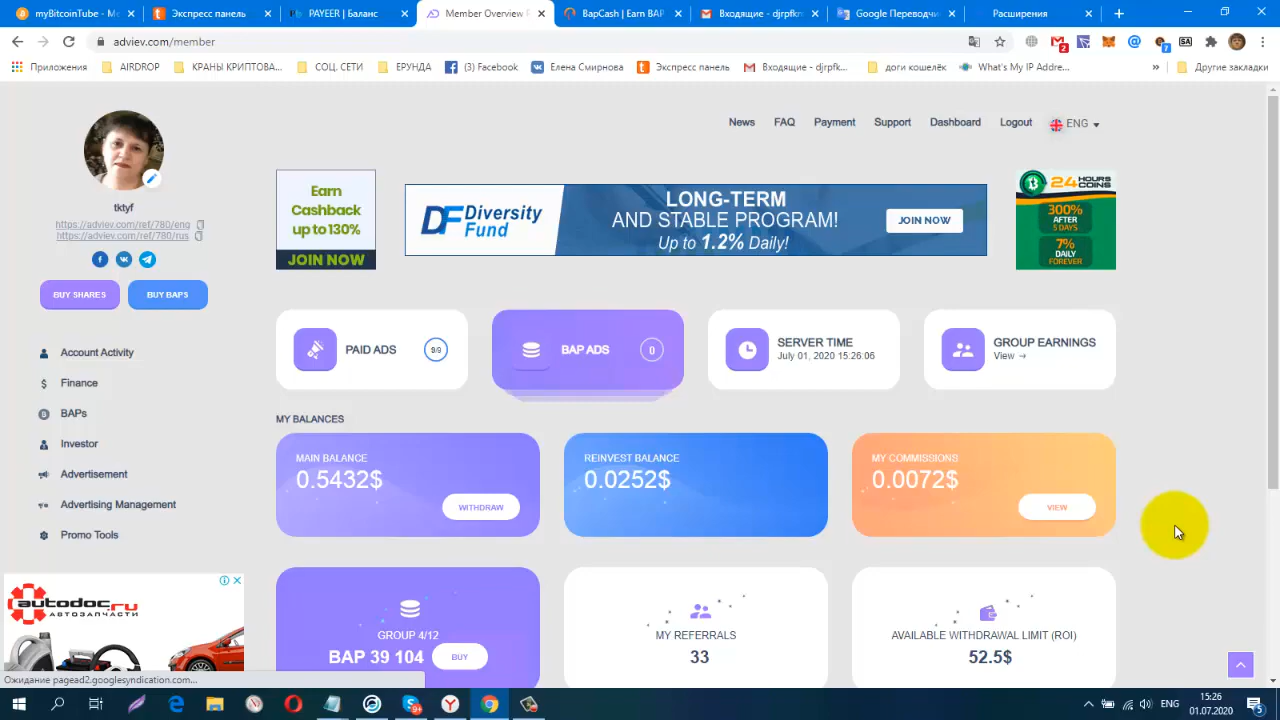 myBitcoinTube - M
Экспресс панель
PAYEER | Баланс
Member Overview P
BapCash | Earn BAP
Входящие - djrpfkm
Google Переводчи
Расширения
adviev.com/member
Приложения
AIRDROP
КРАНЫ КРИПТОВА...
СОЦ. СЕТИ
ЕРУНДА
(3) Facebook
Елена Смирнова
Экспресс панель
Входящие - djrpfk...
доги кошелёк
What's My IP Addre...
»
Другие закладки
News
FAQ
Payment
Support
Dashboard
Logout
ENG
tktyf
https://adviev.com/ref/780/eng
https://adviev.com/ref/780/rus
BUY SHARES
BUY BAPS
Account Activity
Finance
BAPs
Investor
Advertisement
Advertising Management
Promo Tools
Earn
Cashback
up to 130%
JOIN NOW
Diversity
Fund
LONG-TERM
AND STABLE PROGRAM!
Up to 1.2% Daily!
JOIN NOW
24 HOURS
COINS
300%
AFTER
5 DAYS
7%
DAILY
FOREVER
PAID ADS
9/9
BAP ADS
0
SERVER TIME
July 01, 2020 15:26:06
GROUP EARNINGS
View →
MY BALANCES
MAIN BALANCE
0.5432$
WITHDRAW
REINVEST BALANCE
0.0252$
MY COMMISSIONS
0.0072$
VIEW
GROUP 4/12
BAP 39 104
BUY
MY REFERRALS
33
AVAILABLE WITHDRAWAL LIMIT (ROI)
52.5$
autodoc.ru
АВТОЗАПЧАСТИ
Ожидание pagead2.googlesyndication.com...
ENG
15:26
01.07.2020